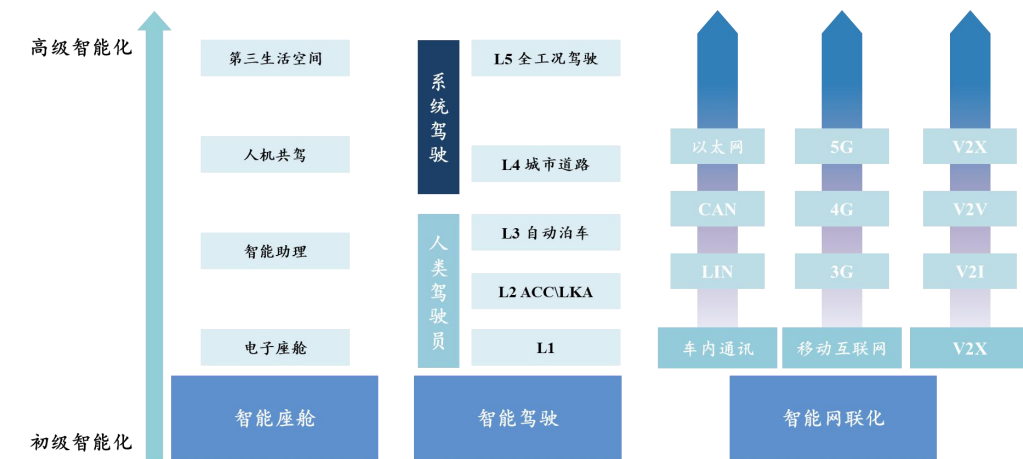 高级智能化
初级智能化
第三生活空间
人机共驾
智能助理
电子座舱
智能座舱
系统驾驶
人类驾驶员
L5 全工况驾驶
L4 城市道路
L3 自动泊车
L2 ACC\LKA
L1
智能驾驶
以太网
CAN
LIN
车内通讯
5G
4G
3G
移动互联网
V2X
V2V
V2I
V2X
智能网联化